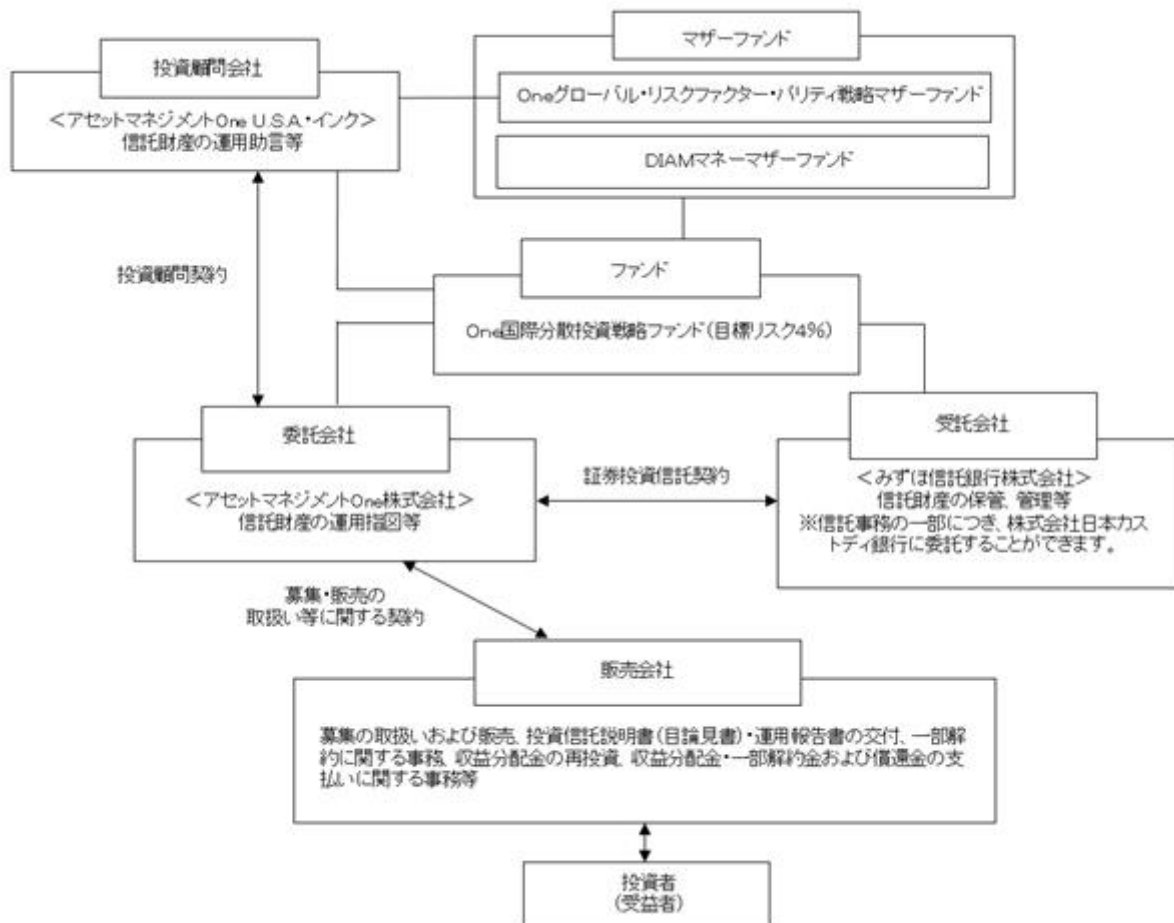 マザーファンド
投資顧問会社
Oneグローバル・リスクファクター・パリティ戦略マザーファンド
＜アセットマネジメントOne U.S.A.・インク＞
信託財産の運用助言等
DIAMマネーマザーファンド
ファンド
投資顧問契約
One国際分散投資戦略ファンド(目標リスク4％)
委託会社
受託会社
証券投資信託契約
＜アセットマネジメントOne株式会社＞
信託財産の運用指図等
＜みずほ信託銀行株式会社＞
信託財産の保管、管理等
※信託事務の一部につき、株式会社日本カス
トディ銀行に委託することができます。
募集・販売の
取扱い等に関する契約
販売会社
募集の取扱いおよび販売、投資信託説明書(目論見書)・運用報告書の交付、一部解
約に関する事務、収益分配金の再投資、収益分配金・一部解約金および償還金の支
払いに関する事務等
投資者
(受益者)